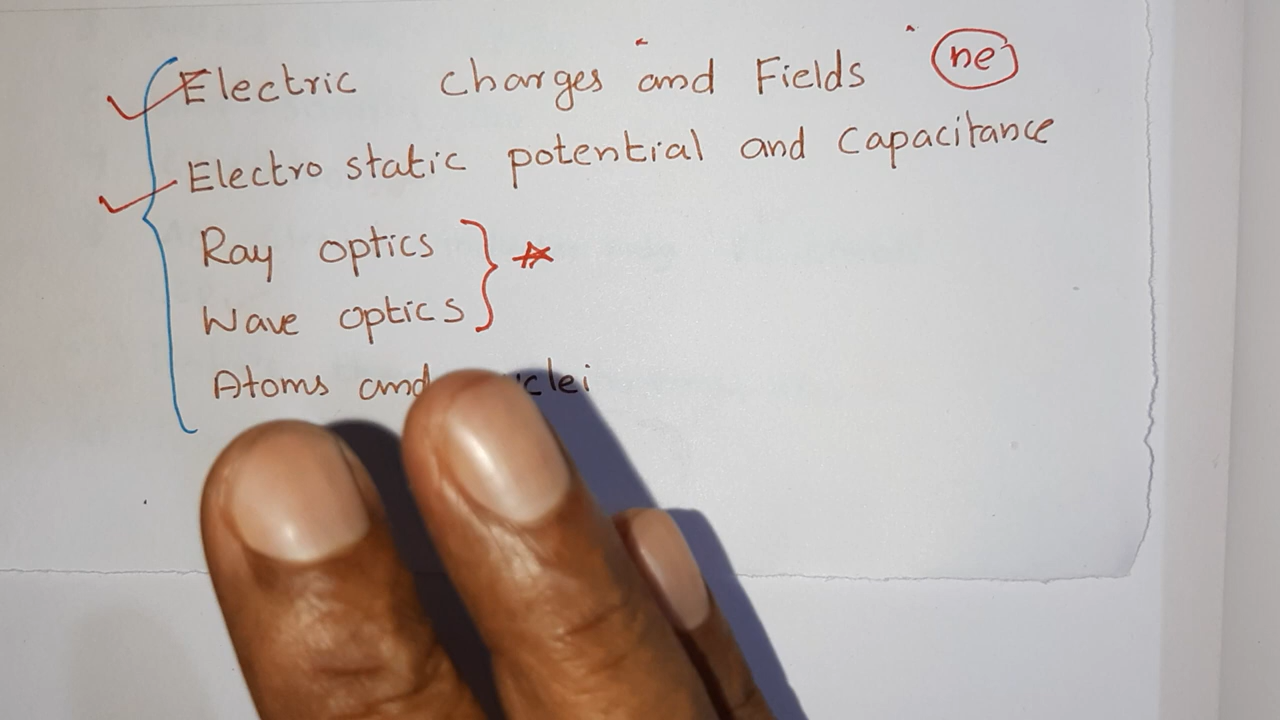 Electric charges and Fields ne
Electro static potential and capacitance
Ray optics
Wave optics
Atoms and